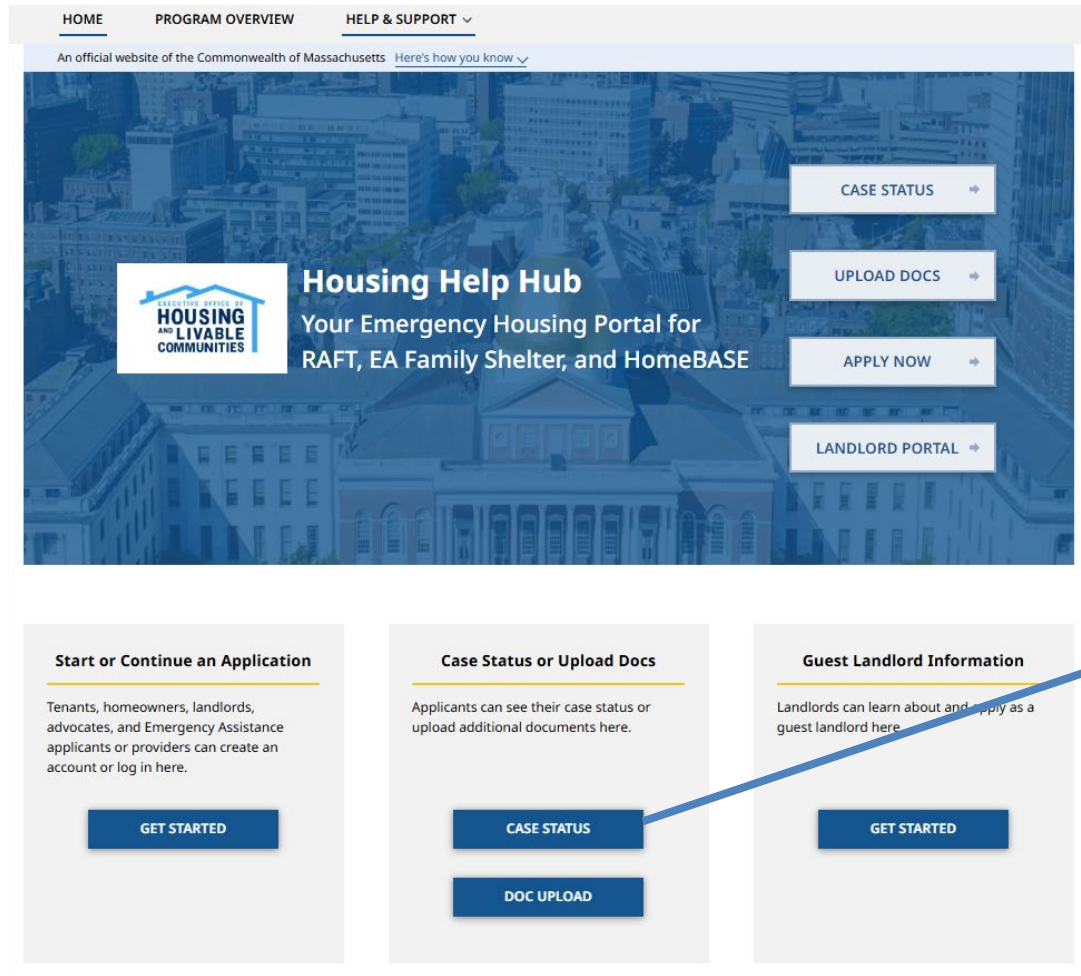 HOME PROGRAM OVERVIEW HELP & SUPPORT
An official website of the Commonwealth of Massachusetts Here's how you know
CASE STATUS
UPLOAD DOCS
APPLY NOW
LANDLORD PORTAL
EXECUTIVE OFFICE OF
HOUSING
AND LIVABLE
COMMUNITIES
Housing Help Hub
Your Emergency Housing Portal for
RAFT, EA Family Shelter, and HomeBASE
Start or Continue an Application
Tenants, homeowners, landlords,
advocates, and Emergency Assistance
applicants or providers can create an
account or log in here.
GET STARTED
Case Status or Upload Docs
Applicants can see their case status or
upload additional documents here.
CASE STATUS
DOC UPLOAD
Guest Landlord Information
Landlords can learn about and apply as a
guest landlord here.
GET STARTED